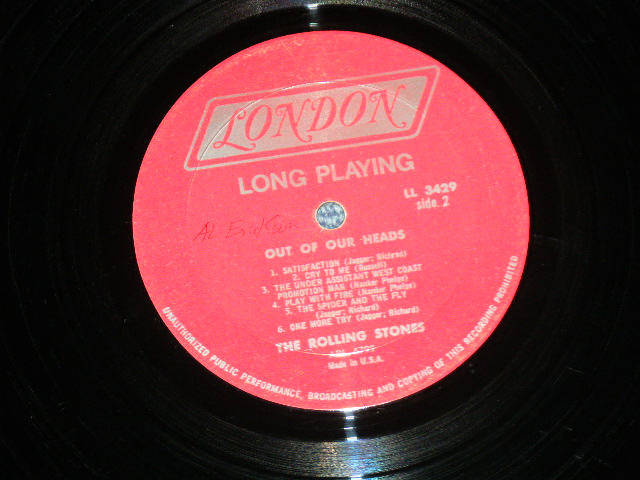 LONDON
LONG PLAYING
LL 3429
side 2
OUT OF OUR HEADS
1. SATISFACTION (Jagger; Richard)
2. CRY TO ME (Russell)
3. THE UNDER ASSISTANT WEST COAST
PROMOTION MAN (Nanker Phelge)
4. PLAY WITH FIRE (Nanker Phelge)
5. THE SPIDER AND THE FLY
(Jagger; Richard)
6. ONE MORE TRY (Jagger; Richard)
THE ROLLING STONES
Made in U.S.A.
UNAUTHORIZED PUBLIC PERFORMANCE, BROADCASTING AND COPYING OF THIS RECORDING PROHIBITED